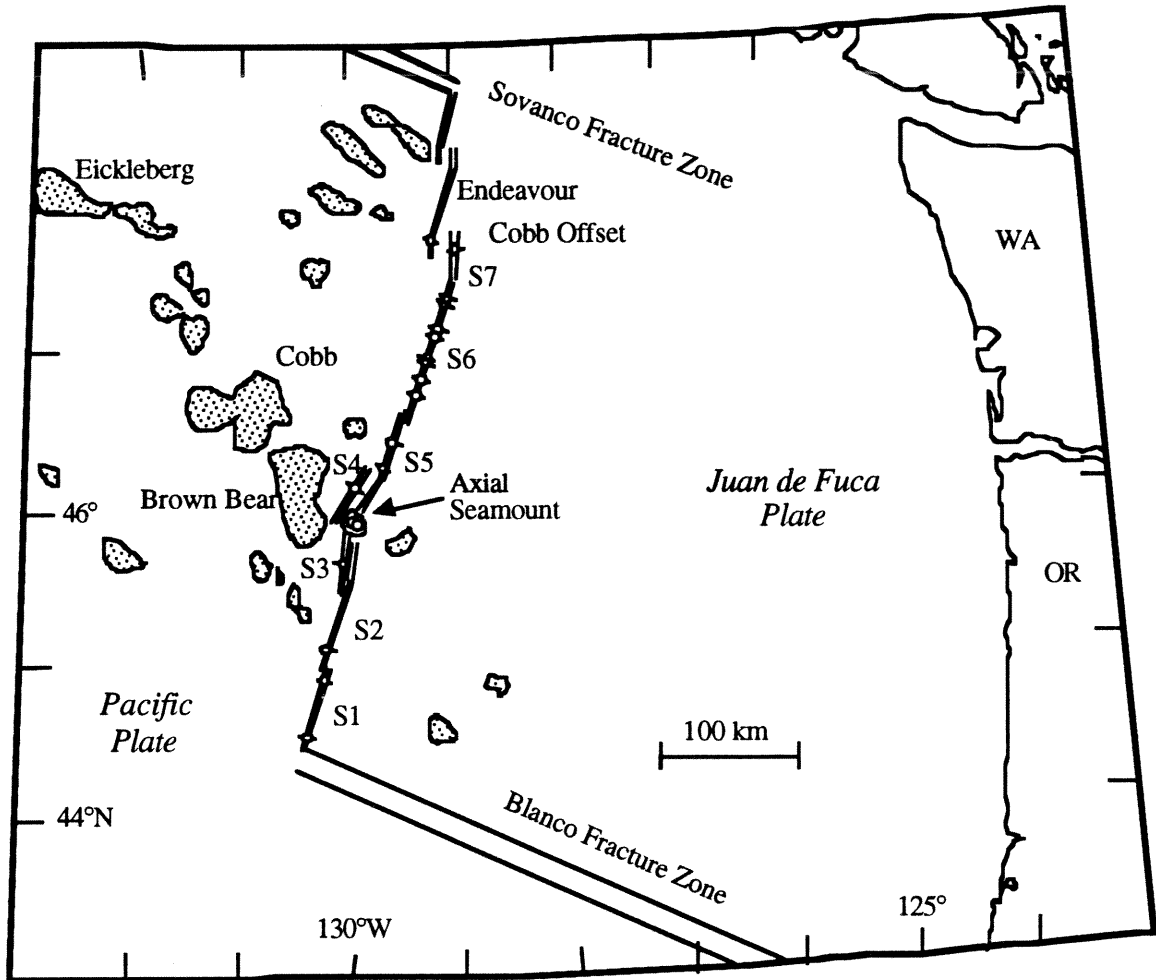 Sovanco Fracture Zone
Eickleberg
Endeavour
Cobb Offset
WA
S7
Cobb
S6
S4
S5
Brown Bear
Axial
Seamount
Juan de Fuca
Plate
46°
S3
OR
S2
Pacific
Plate
S1
100 km
44°N
Blanco Fracture Zone
130°W
125°